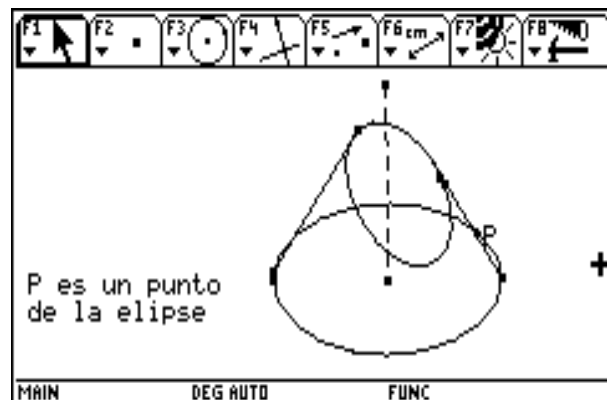 F1 F2 F3 F4 F5 F6 cm F7 F8
P
P es un punto
de la elipse
MAIN DEG AUTO FUNC